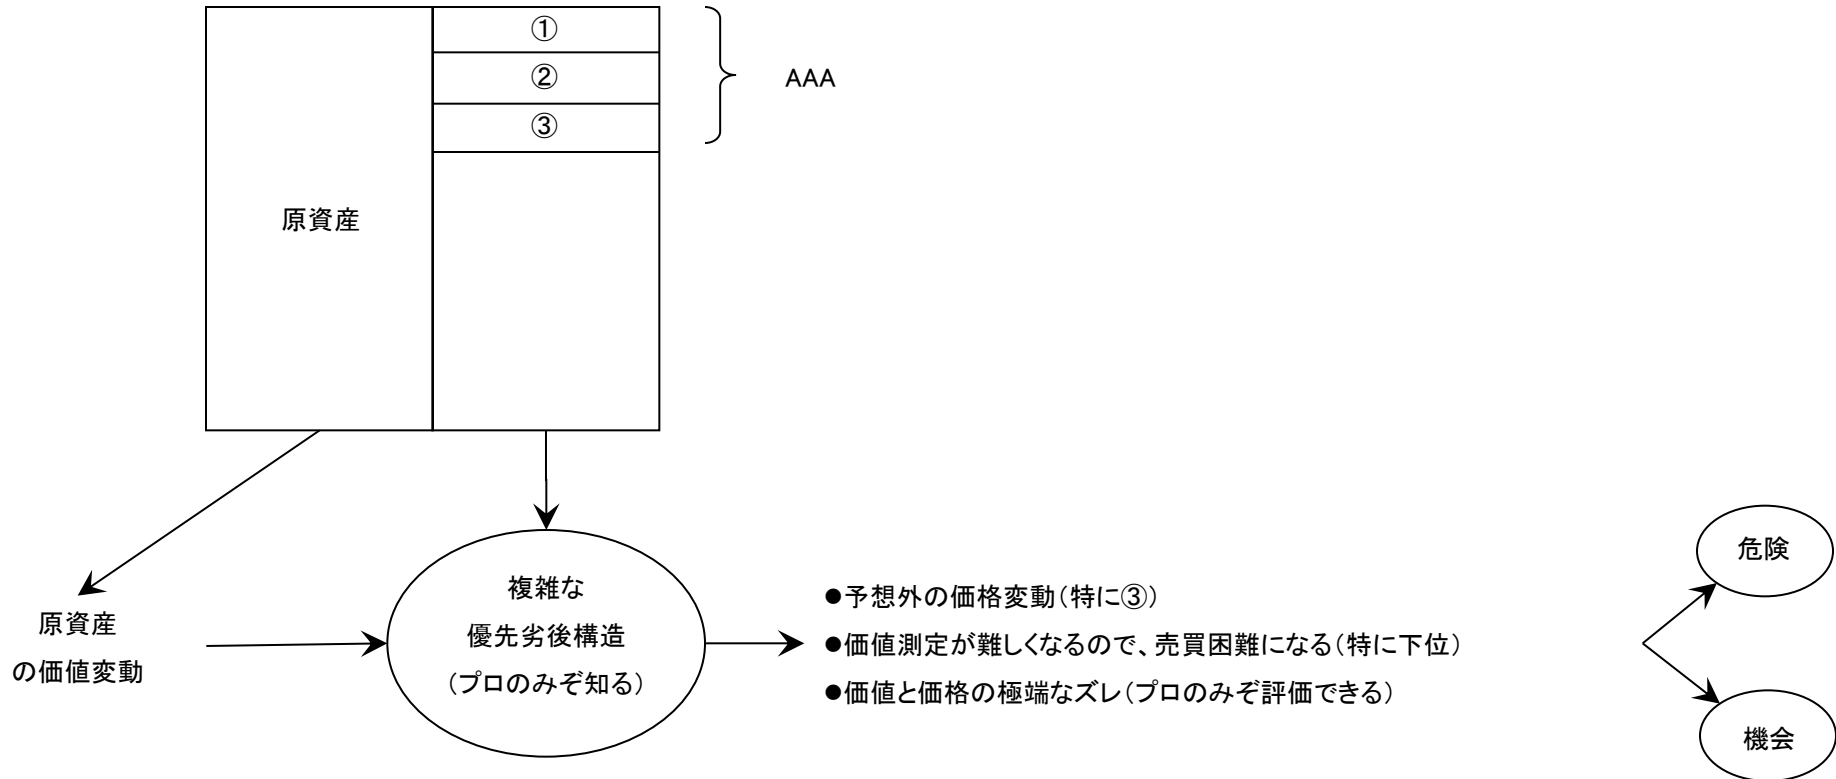 ①
②
③
AAA
原資産
原資産
の価値変動
複雑な
優先劣後構造
（プロのみぞ知る）
●予想外の価格変動（特に③）
●価値測定が難しくなるので、売買困難になる（特に下位）
●価値と価格の極端なズレ（プロのみぞ評価できる）
危険
機会